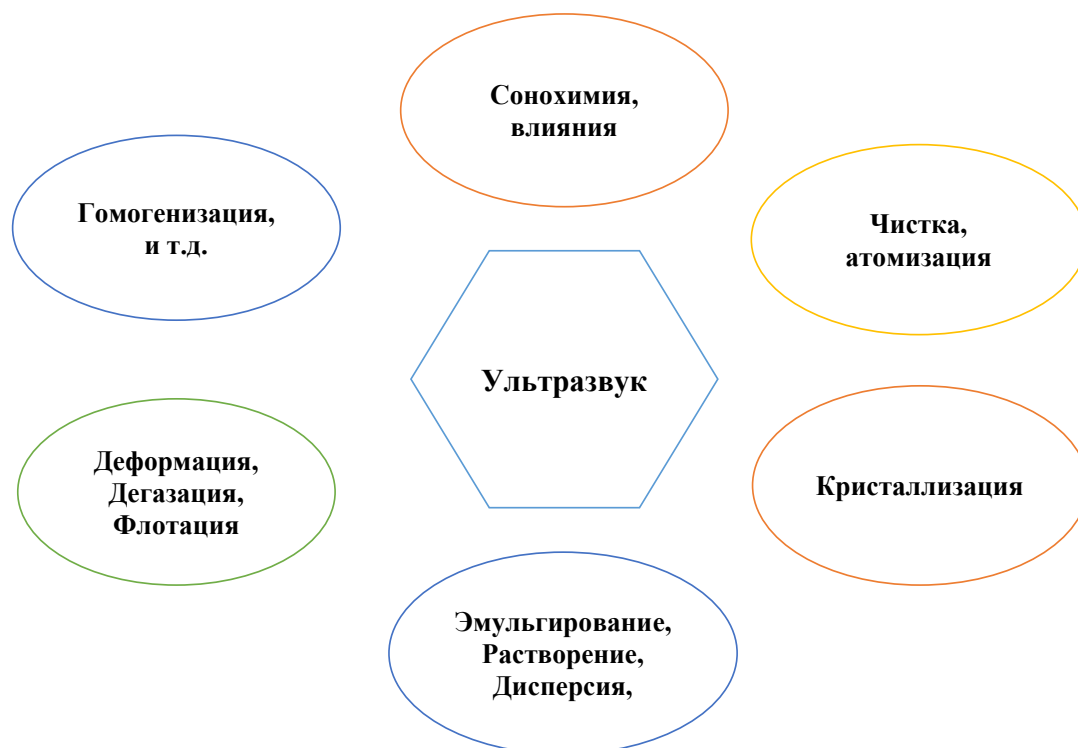 Сонохимия,
влияния
Гомогенизация,
и т.д.
Чистка,
атомизация
Ультразвук
Деформация,
Дегазация,
Флотация
Кристаллизация
Эмульгирование,
Растворение,
Дисперсия,